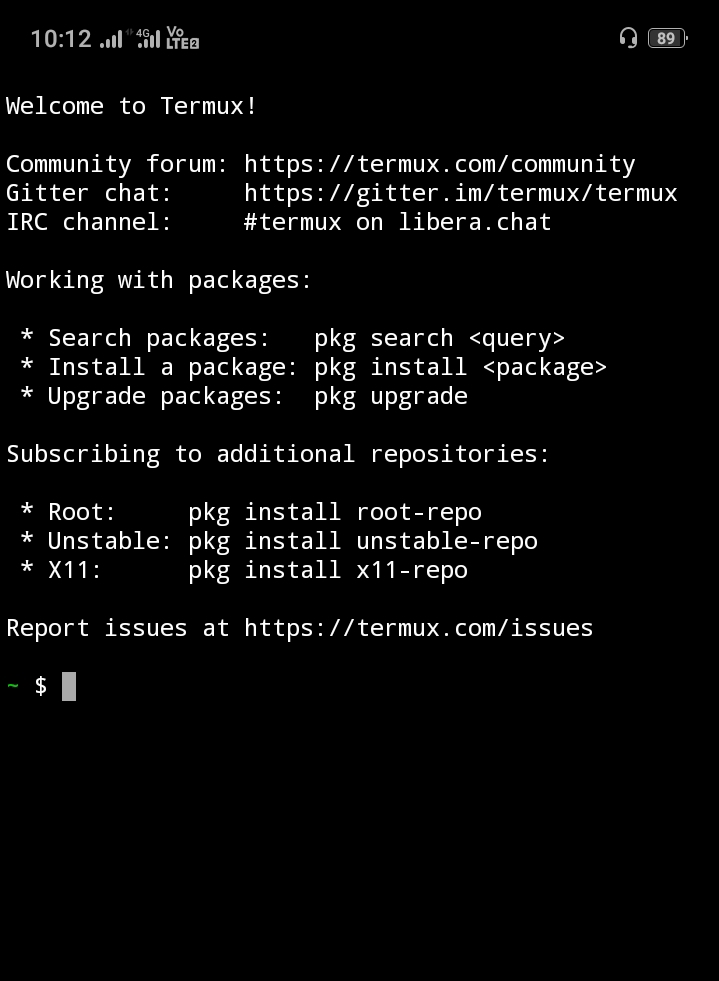 10:12 4G Vo LTE2 89
Welcome to Termux!
Community forum: https://termux.com/community
Gitter chat:     https://gitter.im/termux/termux
IRC channel:     #termux on libera.chat
Working with packages:
 * Search packages:   pkg search <query>
 * Install a package: pkg install <package>
 * Upgrade packages:  pkg upgrade
Subscribing to additional repositories:
 * Root:     pkg install root-repo
 * Unstable: pkg install unstable-repo
 * X11:      pkg install x11-repo
Report issues at https://termux.com/issues
~ $